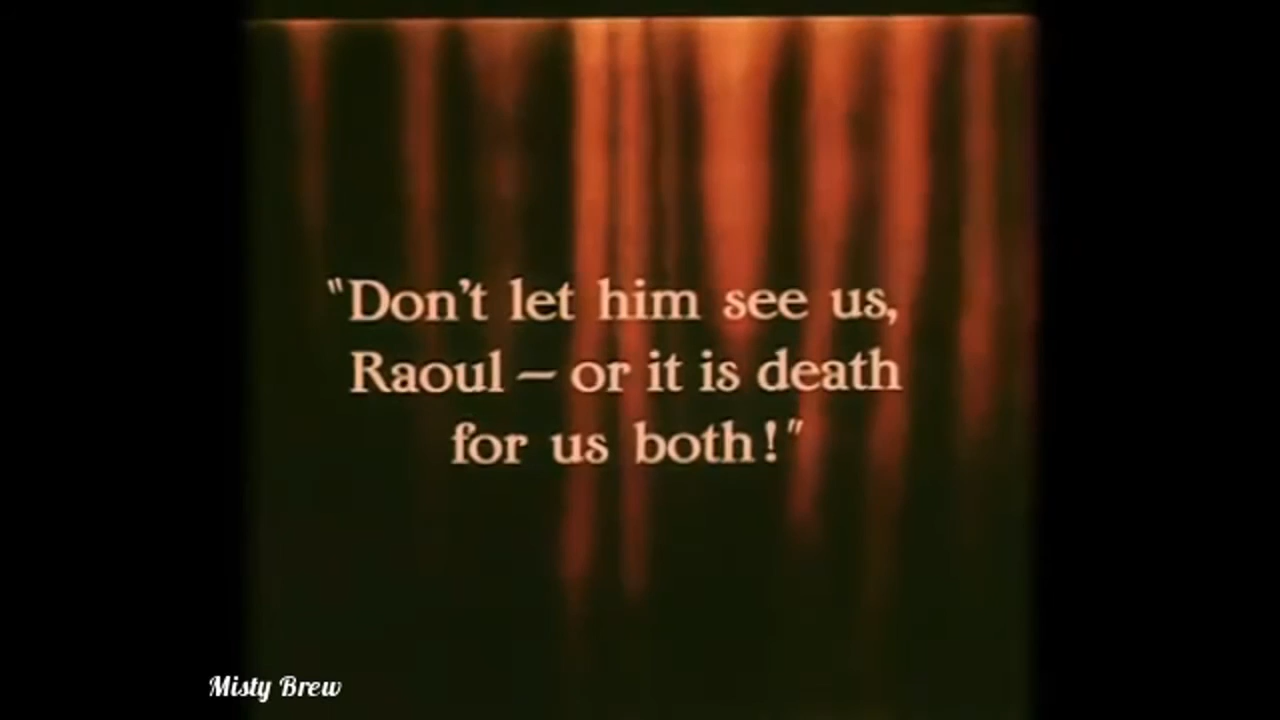 "Don't let him see us,
Raoul – or it is death
for us both!"
Misty Brew